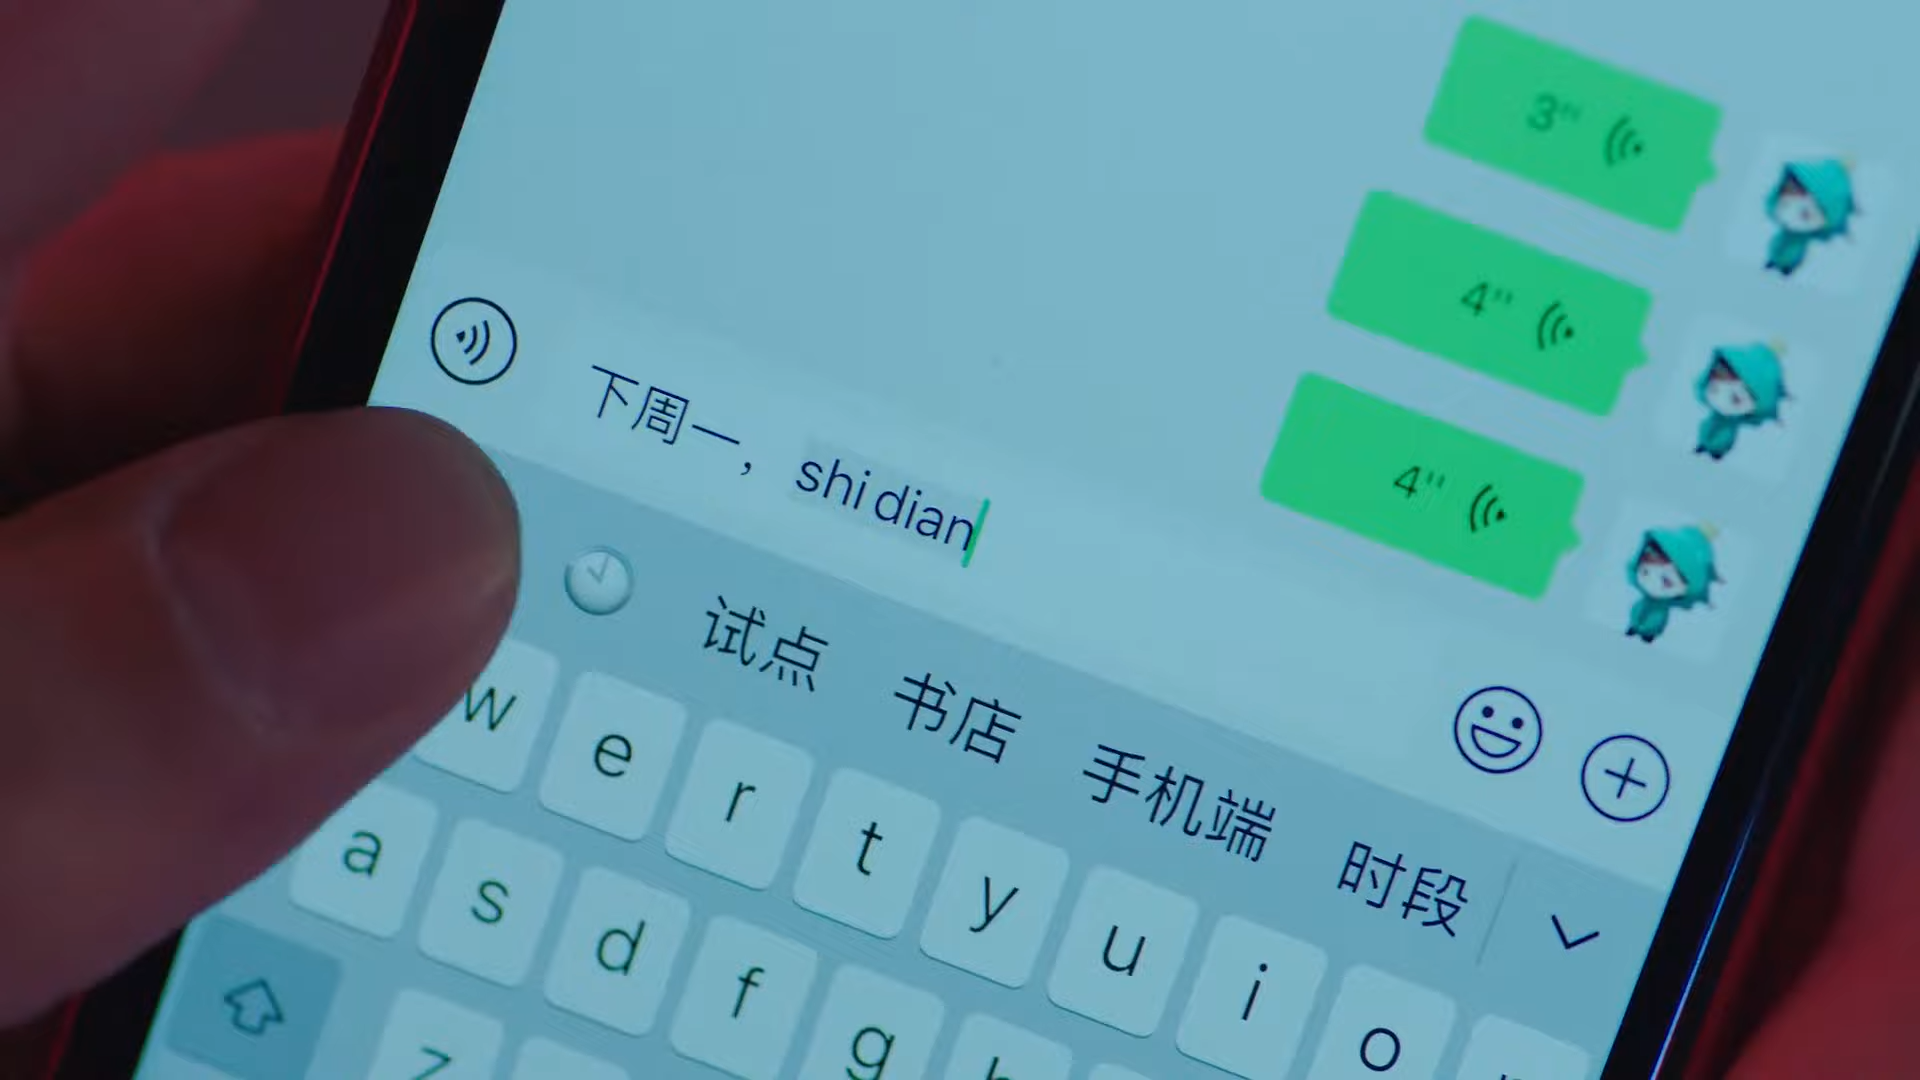 3"
4"
4"
下周一，shi dian
试点 书店 手机端 时段
w e r t y u i o
a s d f g
z